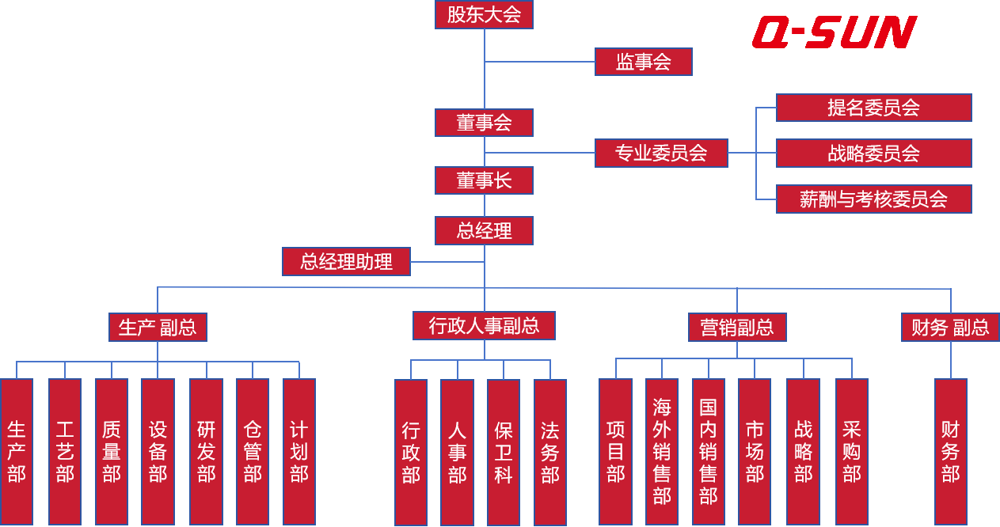 股东大会
Q-SUN
监事会
提名委员会
董事会
专业委员会
战略委员会
董事长
薪酬与考核委员会
总经理
总经理助理
生产 副总
行政人事副总
营销副总
财务 副总
生产部
工艺部
质量部
设备部
研发部
仓管部
计划部
行政部
人事部
保卫科
法务部
项目部
海外销售部
国内销售部
市场部
战略部
采购部
财务部